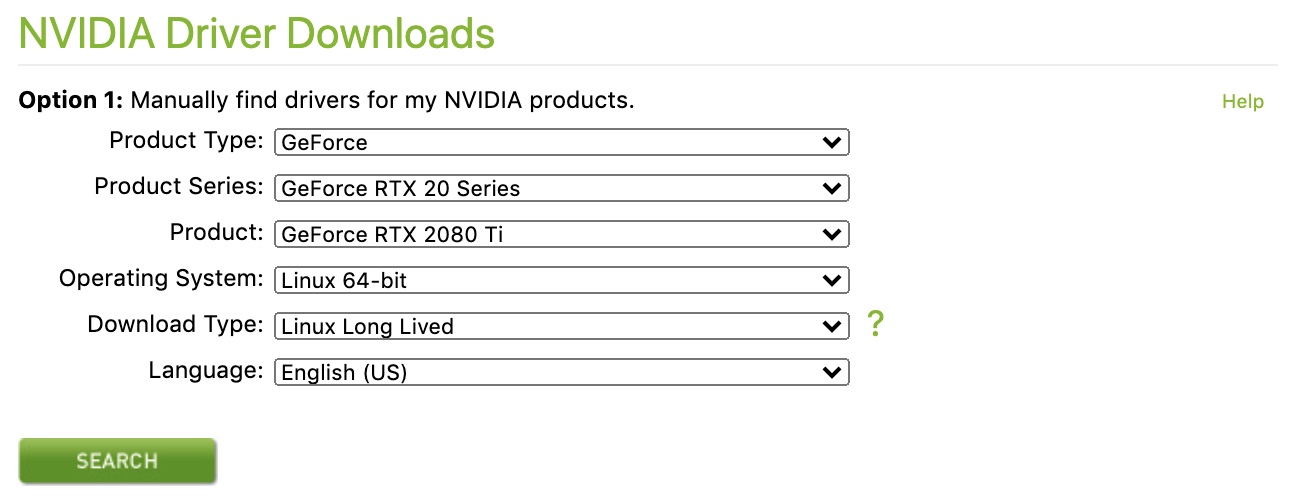 NVIDIA Driver Downloads
Option 1: Manually find drivers for my NVIDIA products. Help
Product Type: GeForce
Product Series: GeForce RTX 20 Series
Product: GeForce RTX 2080 Ti
Operating System: Linux 64-bit
Download Type: Linux Long Lived ?
Language: English (US)
SEARCH